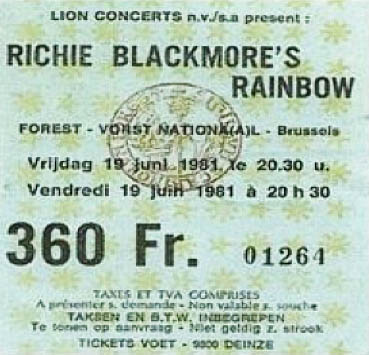 LION CONCERTS n.v./s.a present :
RICHIE BLACKMORE'S
RAINBOW
FOREST - VORST NATIONA(A)L - Brussels
Vrijdag 19 juni 1981 te 20.30 u.
Vendredi 19 juin 1981 à 20 h 30
360 Fr. 01264
TAXES ET TVA COMPRISES
A présenter s. demande - Non valable s. souche
TAKSEN EN B.T.W. INBEGREPEN
Te tonen op aanvraag - Niet geldig z. strook
TICKETS VOET - 9800 DEINZE